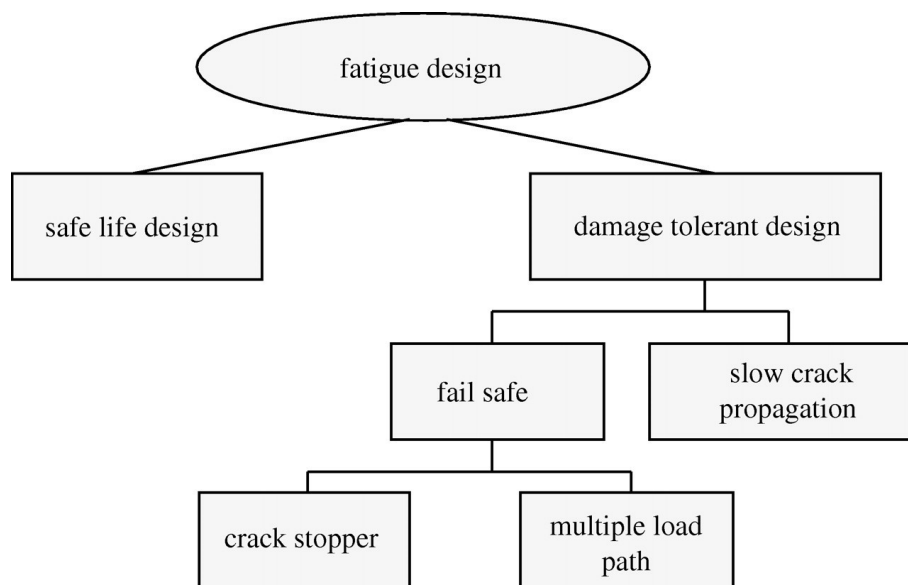 fatigue design
safe life design
damage tolerant design
fail safe
slow crack
propagation
crack stopper
multiple load
path